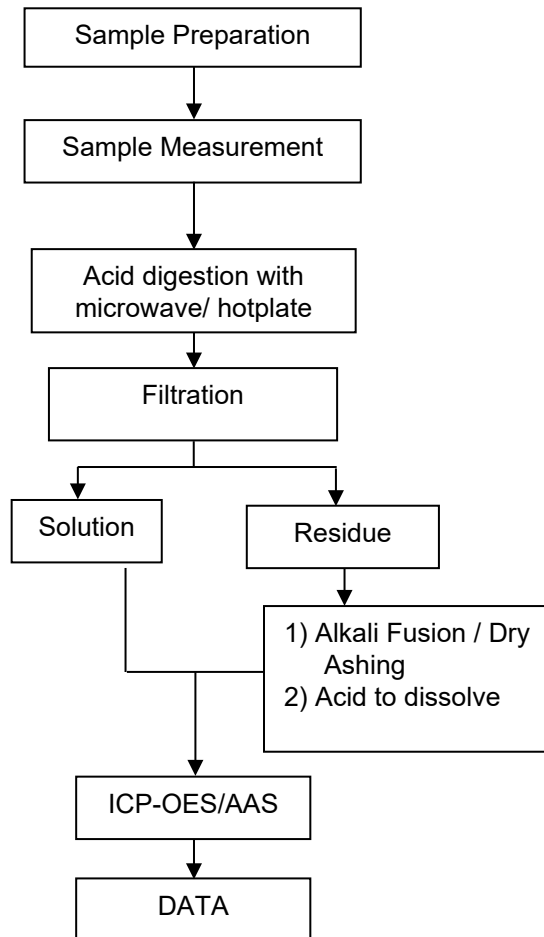 Sample Preparation
Sample Measurement
Acid digestion with
microwave/ hotplate
Filtration
Solution
Residue
1) Alkali Fusion / Dry
Ashing
2) Acid to dissolve
ICP-OES/AAS
DATA